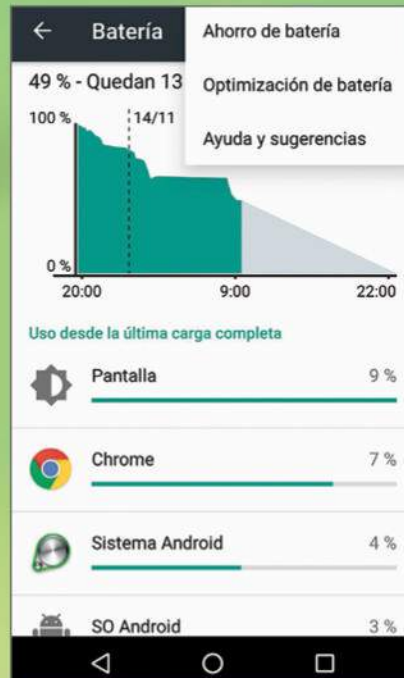 Batería
Ahorro de batería
Optimización de batería
Ayuda y sugerencias
49 % - Quedan 13
100 %
14/11
0 %
20:00 9:00 22:00
Uso desde la última carga completa
Pantalla 9 %
Chrome 7 %
Sistema Android 4 %
SO Android 3 %